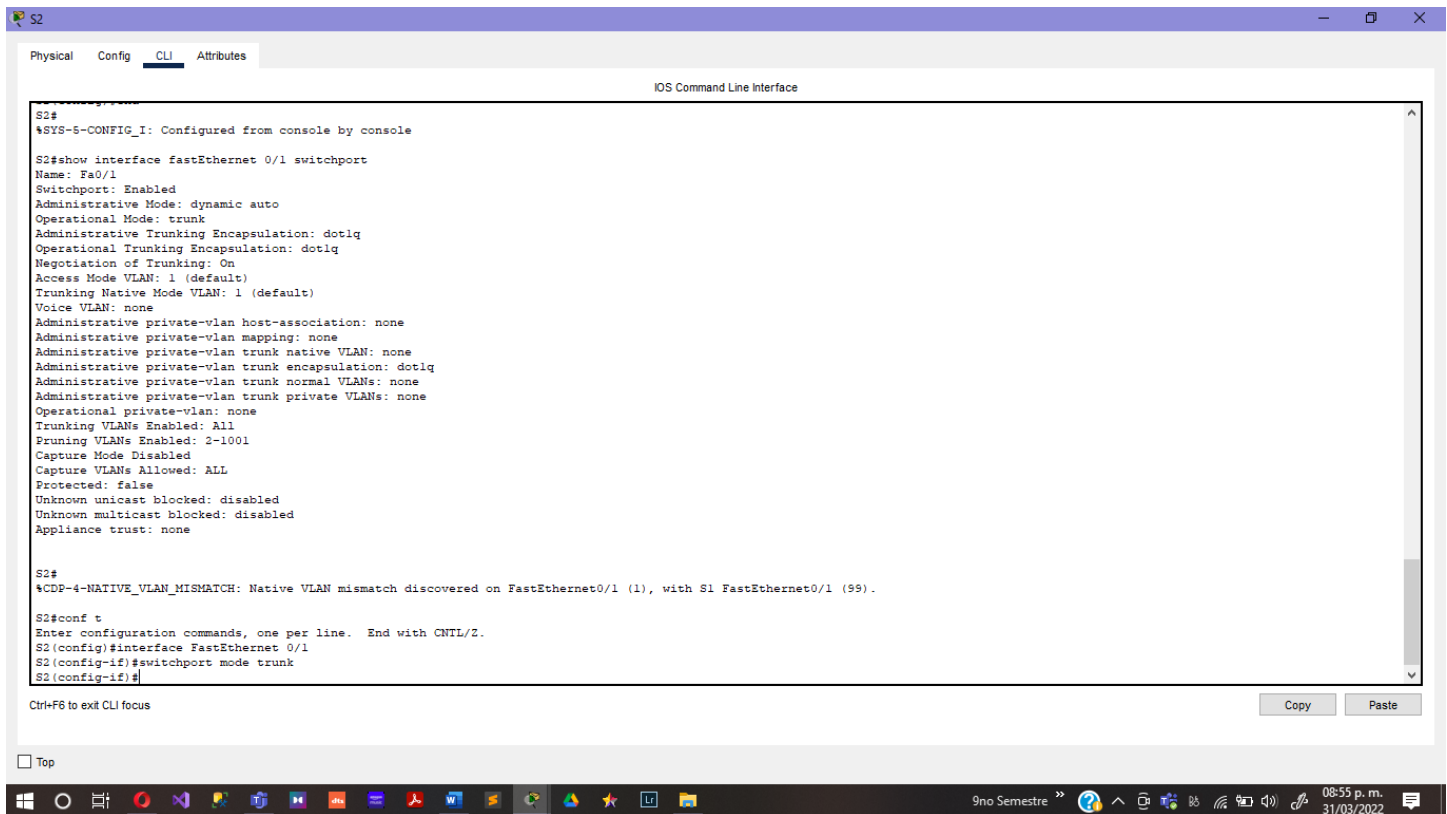 S2
Physical Config CLI Attributes
IOS Command Line Interface
S2#
%SYS-5-CONFIG_I: Configured from console by console
S2#show interface fastEthernet 0/1 switchport
Name: Fa0/1
Switchport: Enabled
Administrative Mode: dynamic auto
Operational Mode: trunk
Administrative Trunking Encapsulation: dot1q
Operational Trunking Encapsulation: dot1q
Negotiation of Trunking: On
Access Mode VLAN: 1 (default)
Trunking Native Mode VLAN: 1 (default)
Voice VLAN: none
Administrative private-vlan host-association: none
Administrative private-vlan mapping: none
Administrative private-vlan trunk native VLAN: none
Administrative private-vlan trunk encapsulation: dot1q
Administrative private-vlan trunk normal VLANs: none
Administrative private-vlan trunk private VLANs: none
Operational private-vlan: none
Trunking VLANs Enabled: All
Pruning VLANs Enabled: 2-1001
Capture Mode Disabled
Capture VLANs Allowed: ALL
Protected: false
Unknown unicast blocked: disabled
Unknown multicast blocked: disabled
Appliance trust: none
S2#
%CDP-4-NATIVE_VLAN_MISMATCH: Native VLAN mismatch discovered on FastEthernet0/1 (1), with S1 FastEthernet0/1 (99).
S2#conf t
Enter configuration commands, one per line. End with CNTL/Z.
S2(config)#interface FastEthernet 0/1
S2(config-if)#switchport mode trunk
S2(config-if)#
Ctrl+F6 to exit CLI focus
Copy Paste
Top
9no Semestre
08:55 p. m.
31/03/2022